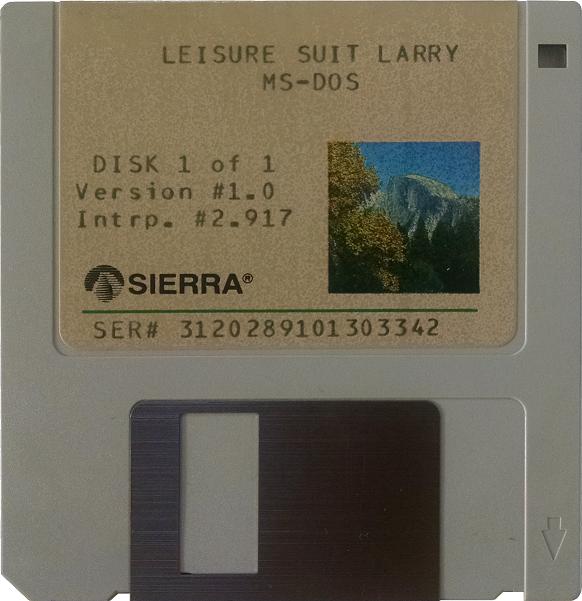 LEISURE SUIT LARRY
MS-DOS
DISK 1 of 1
Version #1.0
Intrp. #2.917
SIERRA®
SER# 3120289101303342